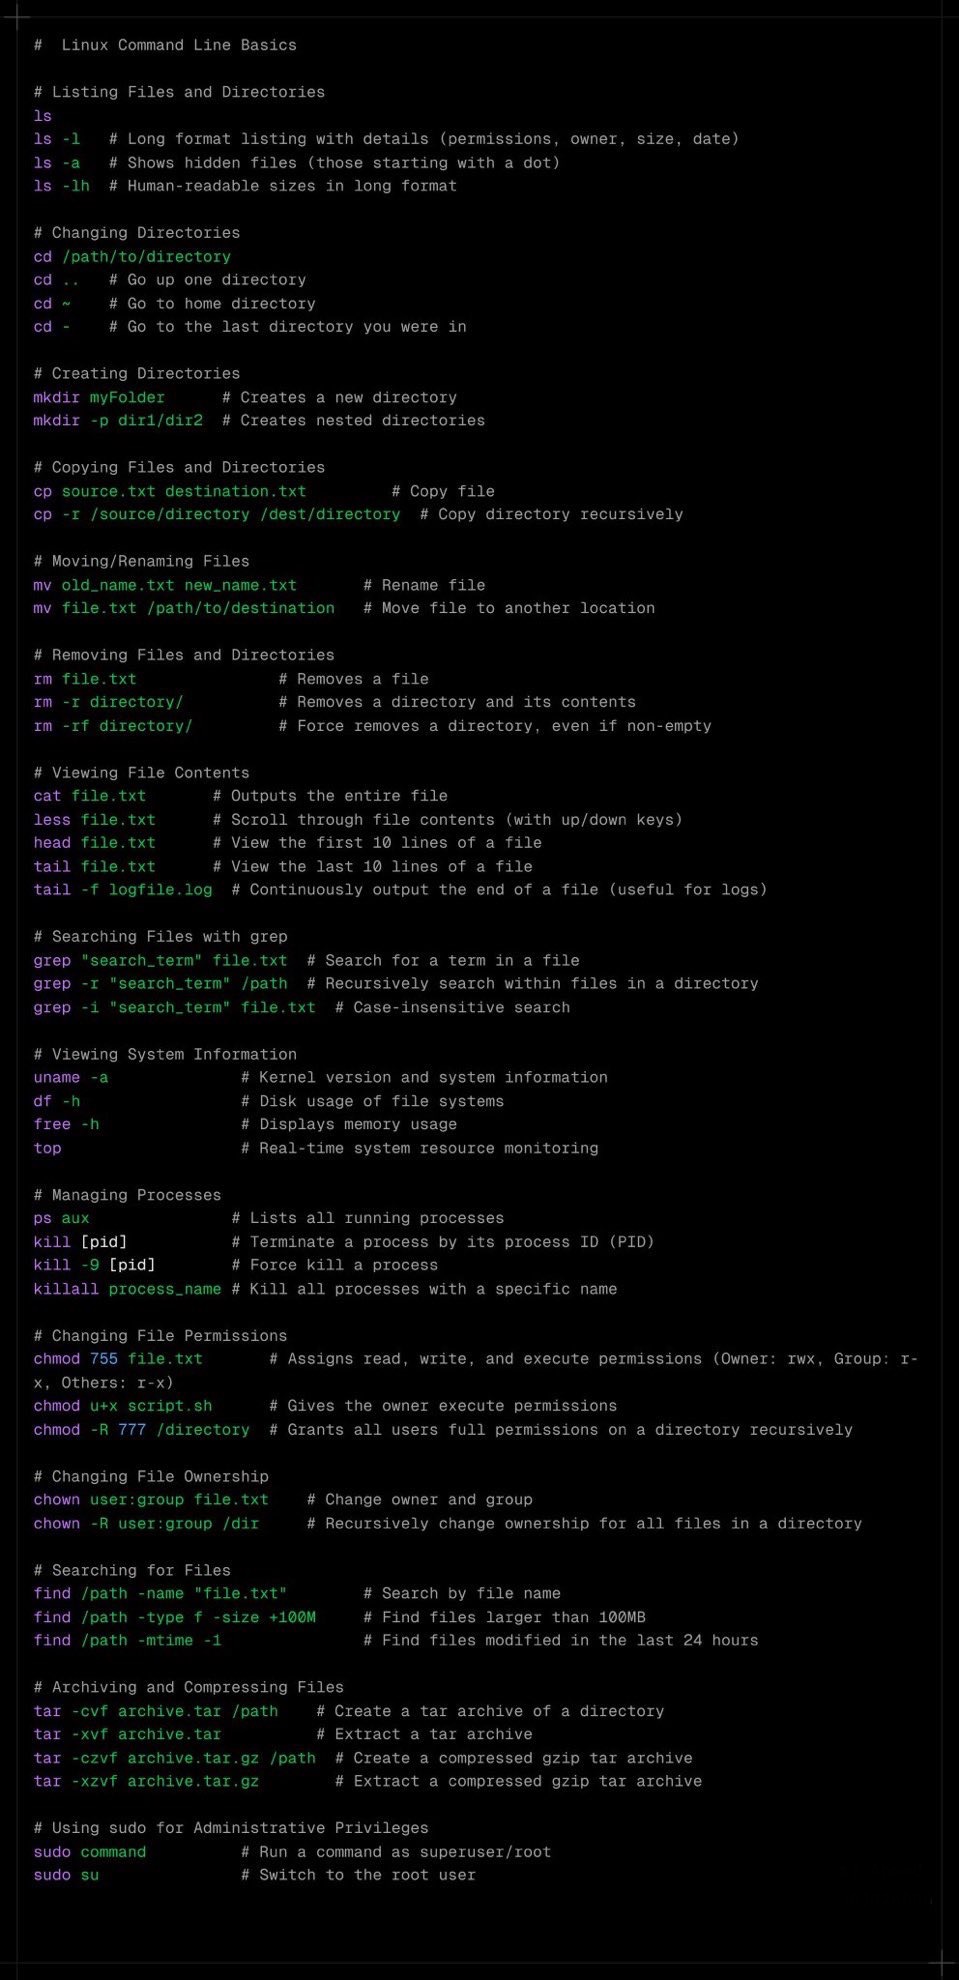 #  Linux Command Line Basics
# Listing Files and Directories
ls
ls -l   # Long format listing with details (permissions, owner, size, date)
ls -a   # Shows hidden files (those starting with a dot)
ls -lh  # Human-readable sizes in long format
# Changing Directories
cd /path/to/directory
cd ..   # Go up one directory
cd ~    # Go to home directory
cd -    # Go to the last directory you were in
# Creating Directories
mkdir myFolder      # Creates a new directory
mkdir -p dir1/dir2  # Creates nested directories
# Copying Files and Directories
cp source.txt destination.txt         # Copy file
cp -r /source/directory /dest/directory  # Copy directory recursively
# Moving/Renaming Files
mv old_name.txt new_name.txt       # Rename file
mv file.txt /path/to/destination   # Move file to another location
# Removing Files and Directories
rm file.txt               # Removes a file
rm -r directory/          # Removes a directory and its contents
rm -rf directory/         # Force removes a directory, even if non-empty
# Viewing File Contents
cat file.txt       # Outputs the entire file
less file.txt      # Scroll through file contents (with up/down keys)
head file.txt      # View the first 10 lines of a file
tail file.txt      # View the last 10 lines of a file
tail -f logfile.log  # Continuously output the end of a file (useful for logs)
# Searching Files with grep
grep "search_term" file.txt  # Search for a term in a file
grep -r "search_term" /path  # Recursively search within files in a directory
grep -i "search_term" file.txt  # Case-insensitive search
# Viewing System Information
uname -a              # Kernel version and system information
df -h                 # Disk usage of file systems
free -h               # Displays memory usage
top                   # Real-time system resource monitoring
# Managing Processes
ps aux               # Lists all running processes
kill [pid]           # Terminate a process by its process ID (PID)
kill -9 [pid]        # Force kill a process
killall process_name # Kill all processes with a specific name
# Changing File Permissions
chmod 755 file.txt       # Assigns read, write, and execute permissions (Owner: rwx, Group: r-
x, Others: r-x)
chmod u+x script.sh      # Gives the owner execute permissions
chmod -R 777 /directory  # Grants all users full permissions on a directory recursively
# Changing File Ownership
chown user:group file.txt    # Change owner and group
chown -R user:group /dir     # Recursively change ownership for all files in a directory
# Searching for Files
find /path -name "file.txt"        # Search by file name
find /path -type f -size +100M     # Find files larger than 100MB
find /path -mtime -1               # Find files modified in the last 24 hours
# Archiving and Compressing Files
tar -cvf archive.tar /path    # Create a tar archive of a directory
tar -xvf archive.tar          # Extract a tar archive
tar -czvf archive.tar.gz /path  # Create a compressed gzip tar archive
tar -xzvf archive.tar.gz        # Extract a compressed gzip tar archive
# Using sudo for Administrative Privileges
sudo command          # Run a command as superuser/root
sudo su               # Switch to the root user